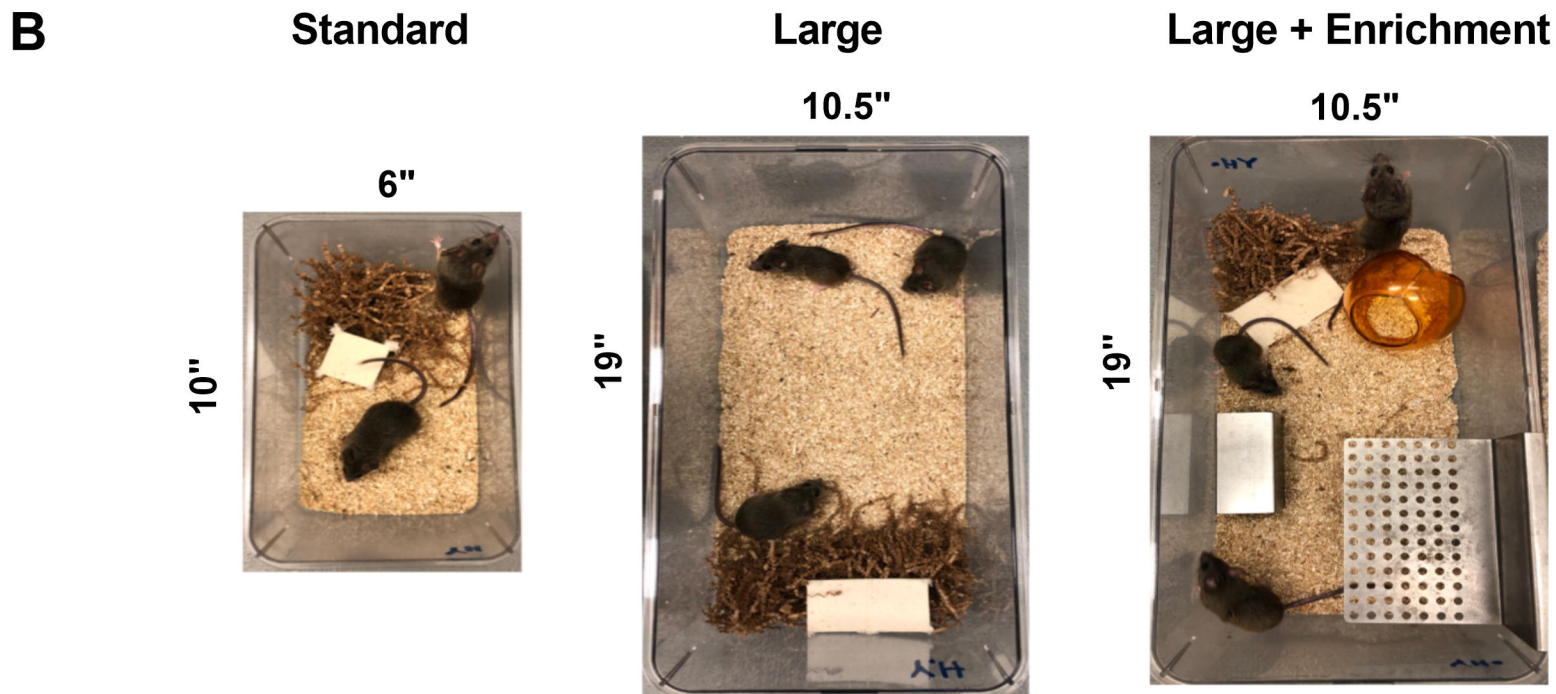 B
Standard
Large
Large + Enrichment
6"
10"
10.5"
19"
10.5"
19"
H.Y